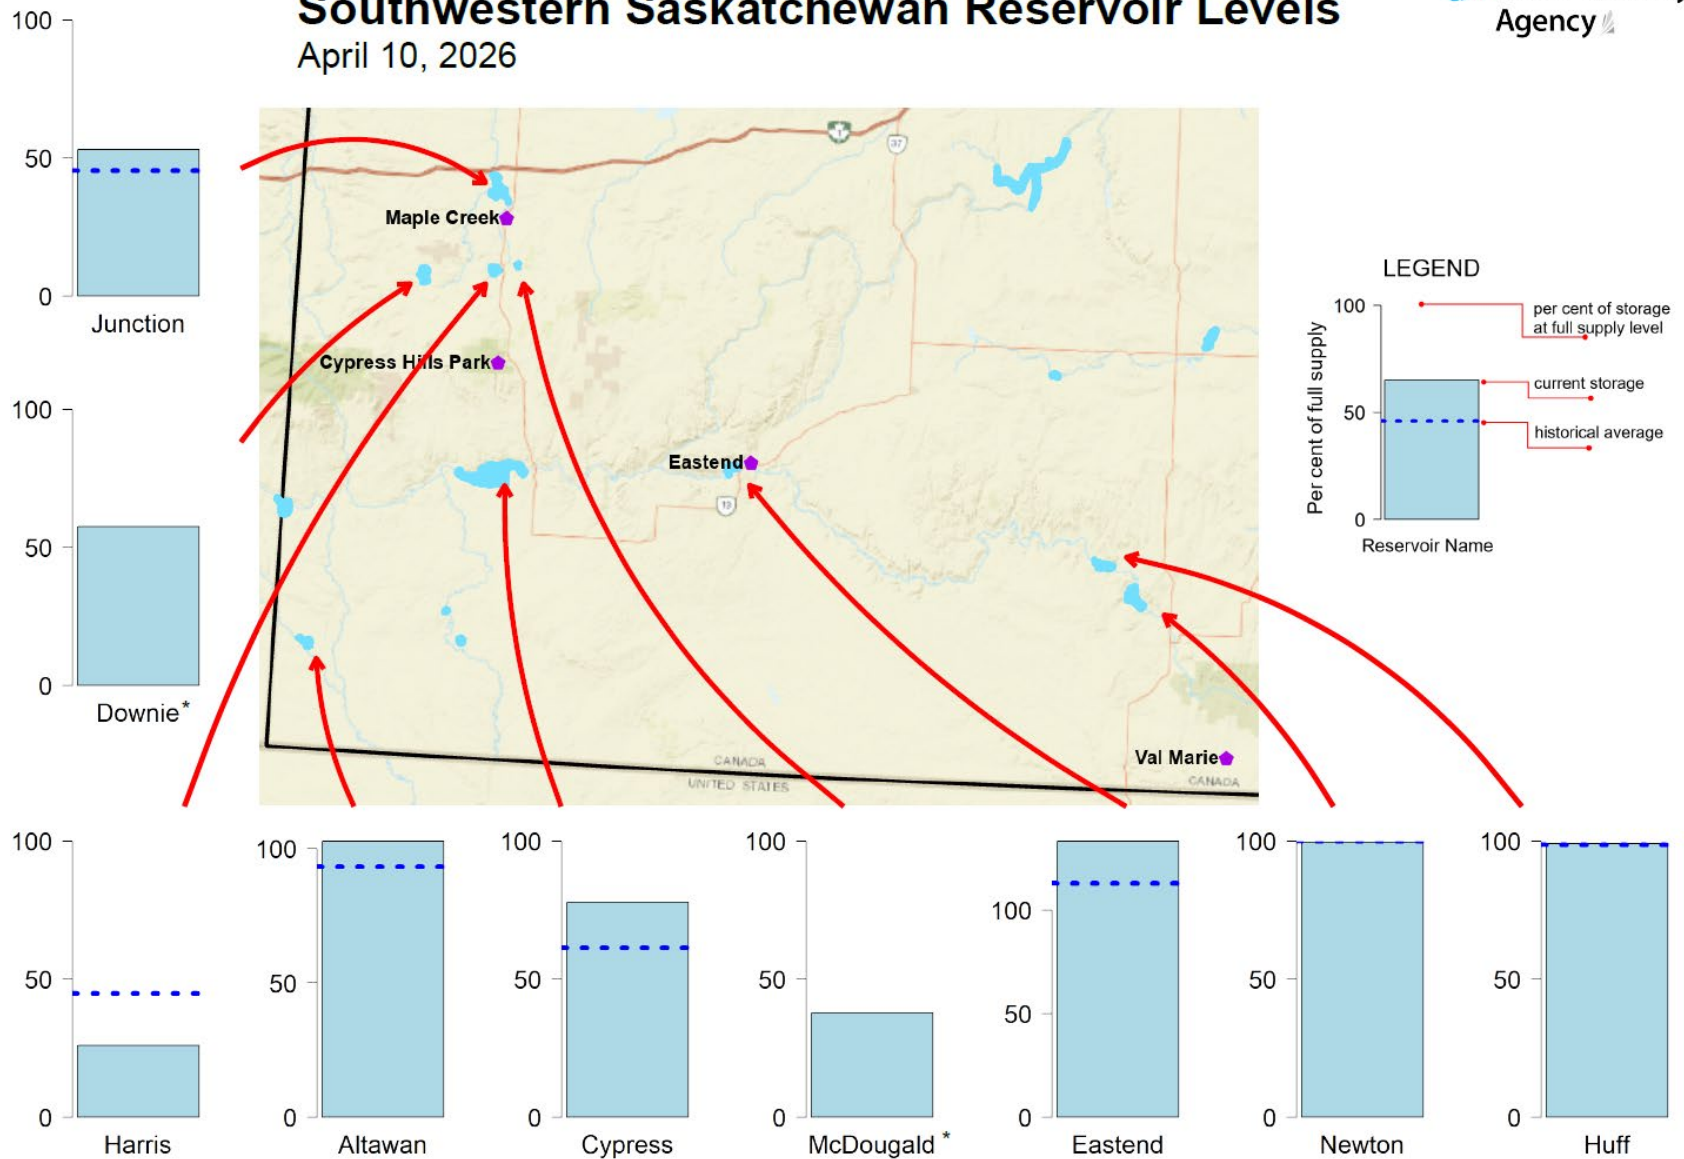 Southwestern Saskatchewan Reservoir Levels
April 10, 2026
Agency
100
50
0
Junction
100
50
0
Downie*
1
37
Maple Creek
Cypress Hills Park
Eastend
13
Val Marie
CANADA
UNITED STATES
CANADA
LEGEND
Per cent of full supply
100
50
0
per cent of storage
at full supply level
current storage
historical average
Reservoir Name
100
50
0
Harris
100
50
0
Altawan
100
50
0
Cypress
100
50
0
McDougald *
100
50
0
Eastend
100
50
0
Newton
100
50
0
Huff